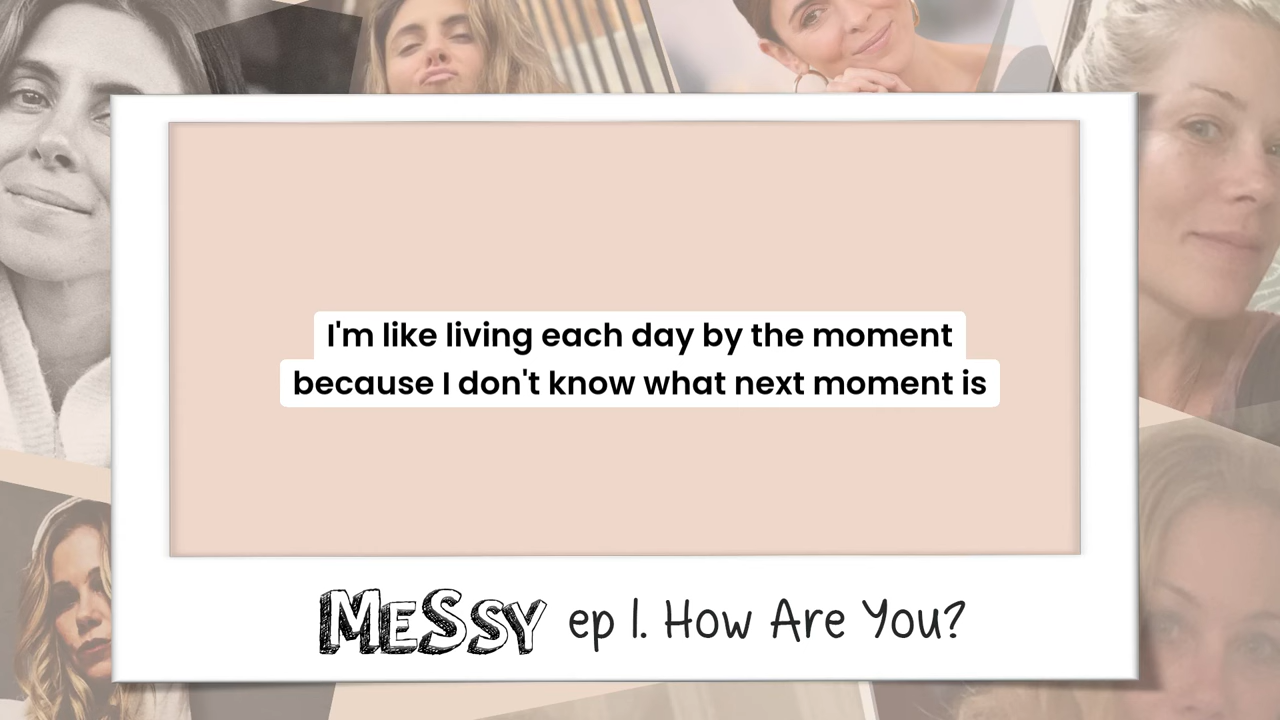 I'm like living each day by the moment
because I don't know what next moment is
MeSSY ep 1. How Are You?